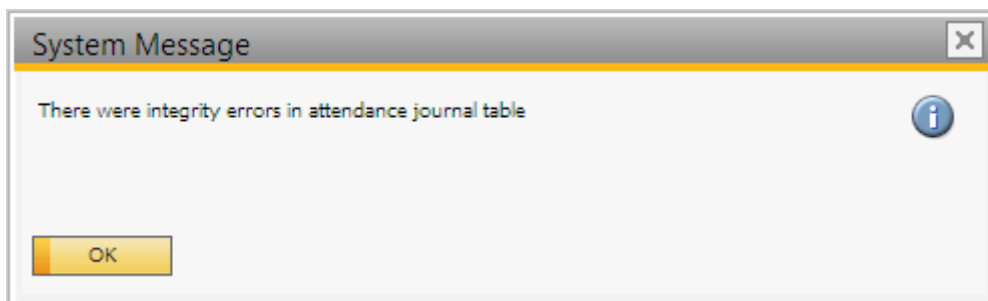 System Message
There were integrity errors in attendance journal table
OK